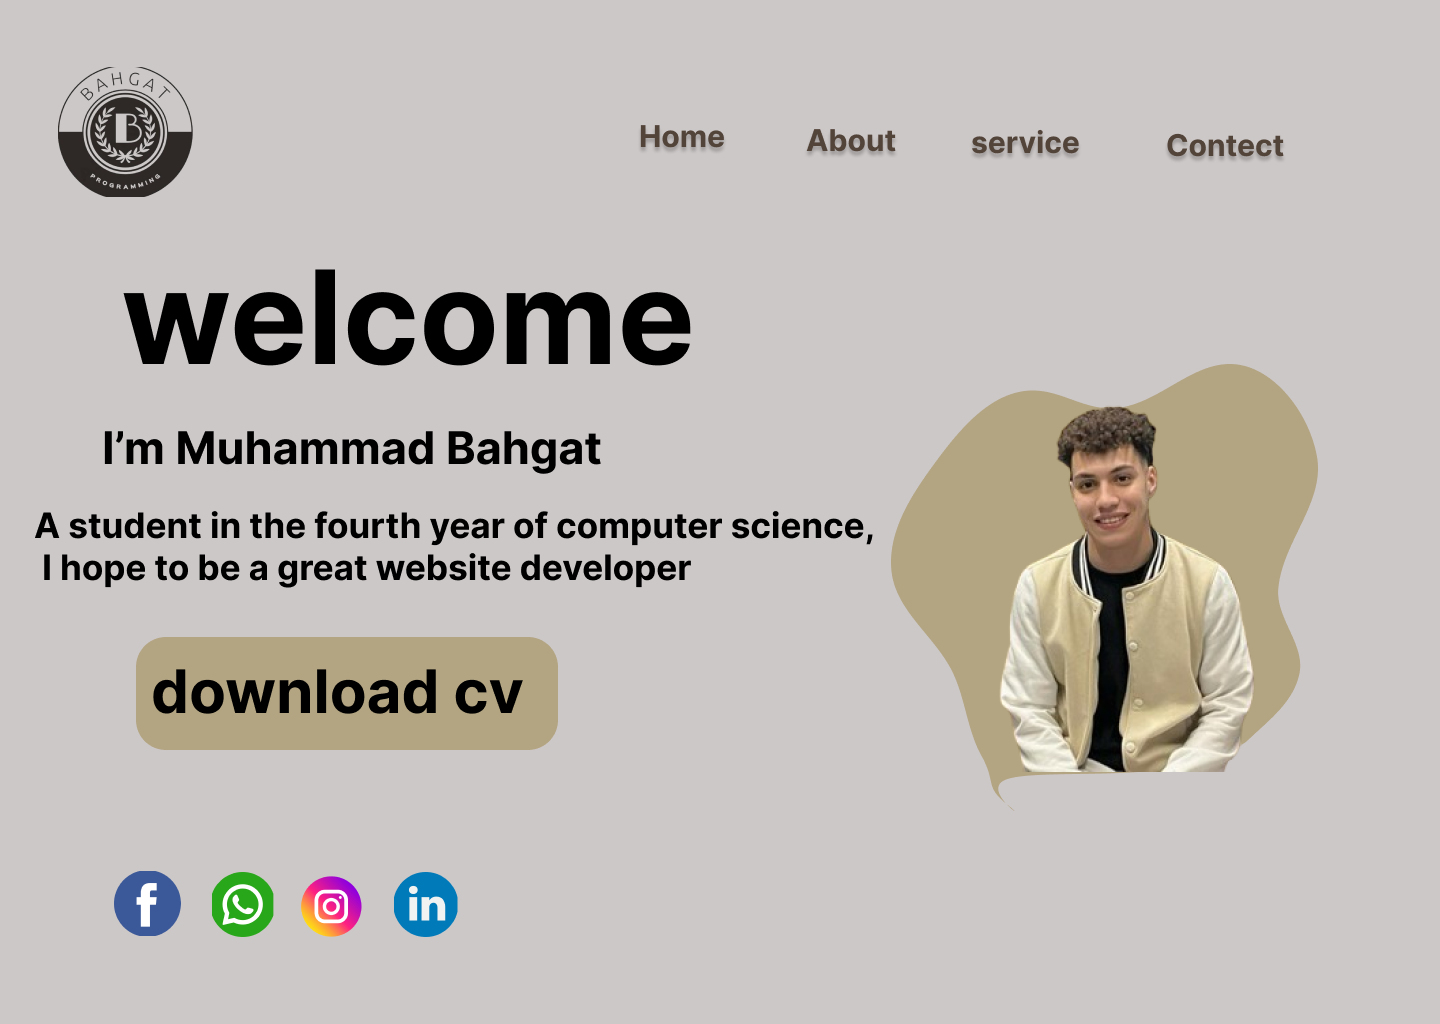 BAHGAT
B
PROGRAMMING
Home About service Contect
welcome
I’m Muhammad Bahgat
A student in the fourth year of computer science,
I hope to be a great website developer
download cv
f in